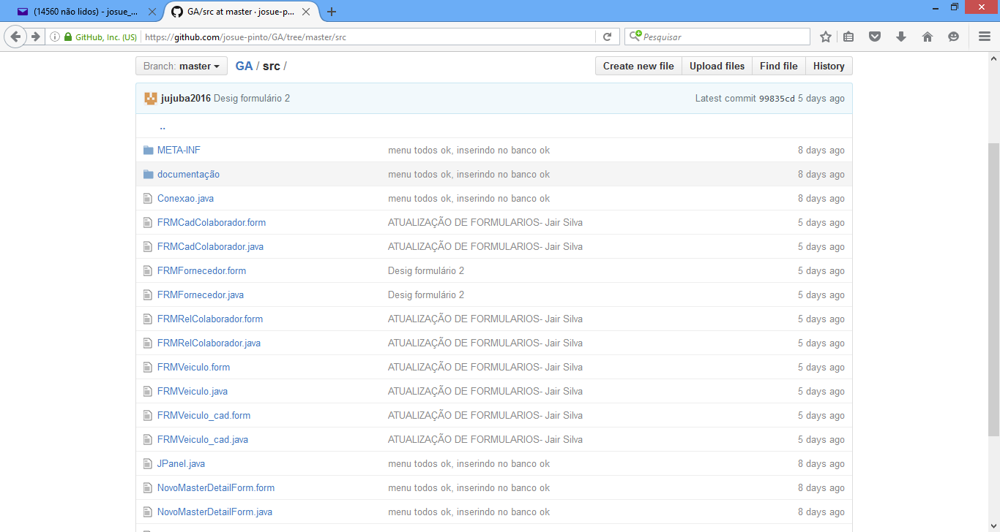 (14560 não lidos) - josue_...
GA/src at master · josue-p...
GitHub, Inc. (US)
https://github.com/josue-pinto/GA/tree/master/src
Pesquisar
Branch: master
GA / src /
Create new file
Upload files
Find file
History
jujuba2016 Desig formulário 2
Latest commit 99835cd 5 days ago
..
META-INF menu todos ok, inserindo no banco ok 8 days ago
documentação menu todos ok, inserindo no banco ok 8 days ago
Conexao.java menu todos ok, inserindo no banco ok 8 days ago
FRMCadColaborador.form ATUALIZAÇÃO DE FORMULARIOS- Jair Silva 5 days ago
FRMCadColaborador.java ATUALIZAÇÃO DE FORMULARIOS- Jair Silva 5 days ago
FRMFornecedor.form Desig formulário 2 5 days ago
FRMFornecedor.java Desig formulário 2 5 days ago
FRMRelColaborador.form ATUALIZAÇÃO DE FORMULARIOS- Jair Silva 5 days ago
FRMRelColaborador.java ATUALIZAÇÃO DE FORMULARIOS- Jair Silva 5 days ago
FRMVeiculo.form ATUALIZAÇÃO DE FORMULARIOS- Jair Silva 5 days ago
FRMVeiculo.java ATUALIZAÇÃO DE FORMULARIOS- Jair Silva 5 days ago
FRMVeiculo_cad.form ATUALIZAÇÃO DE FORMULARIOS- Jair Silva 5 days ago
FRMVeiculo_cad.java ATUALIZAÇÃO DE FORMULARIOS- Jair Silva 5 days ago
JPanel.java menu todos ok, inserindo no banco ok 8 days ago
NovoMasterDetailForm.form menu todos ok, inserindo no banco ok 8 days ago
NovoMasterDetailForm.java menu todos ok, inserindo no banco ok 8 days ago